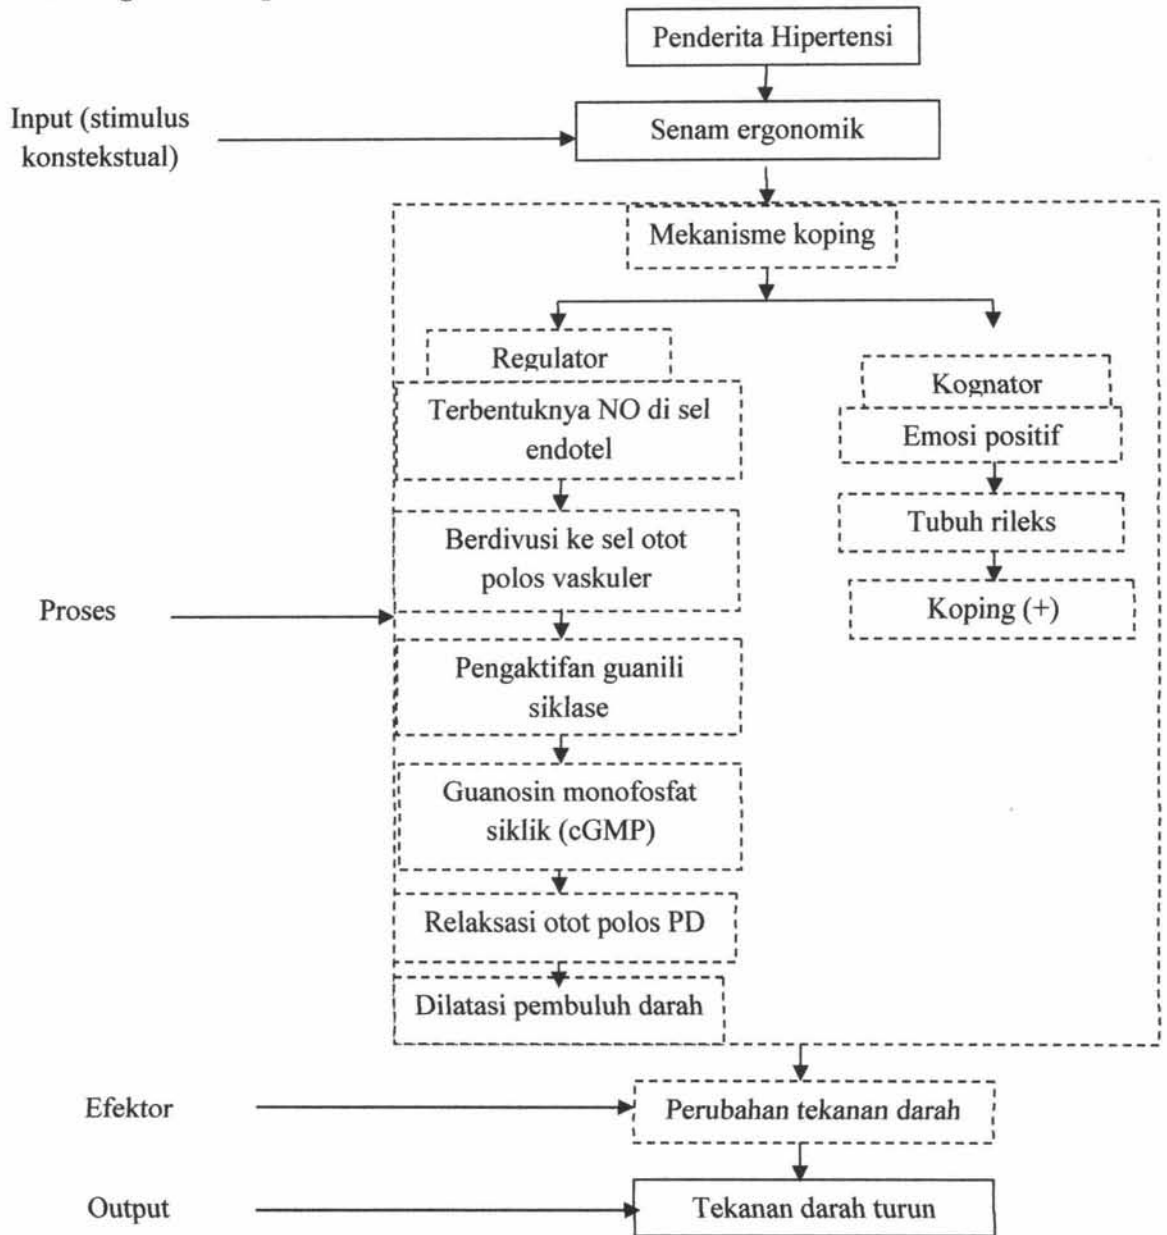 Penderita Hipertensi
Input (stimulus
konstekstual)
Senam ergonomik
Mekanisme koping
Regulator
Terbentuknya NO di sel
endotel
Berdivusi ke sel otot
polos vaskuler
Pengaktifan guanili
siklase
Guanosin monofosfat
siklik (cGMP)
Relaksasi otot polos PD
Dilatasi pembuluh darah
Kognator
Emosi positif
Tubuh rileks
Koping (+)
Proses
Efektor
Perubahan tekanan darah
Output
Tekanan darah turun